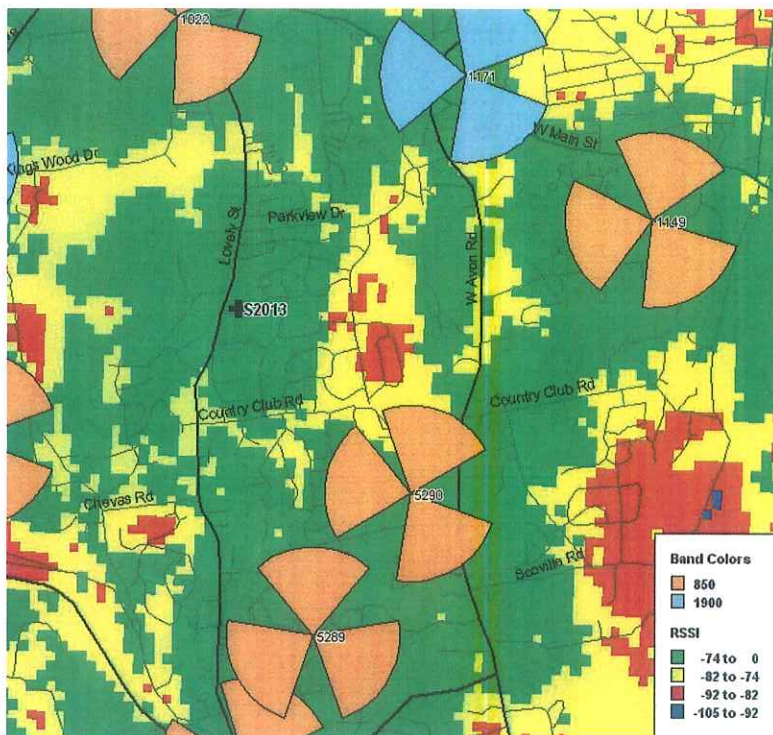 1022
1171
W Main St
Kings Wood Dr
Parkview Dr
Lovely St
W Avon Rd
1149
S2013
Country Club Rd
Country Club Rd
5290
Chevas Rd
Scoville Rd
5289
Band Colors
850
1900
RSSI
-74 to 0
-82 to -74
-92 to -82
-105 to -92